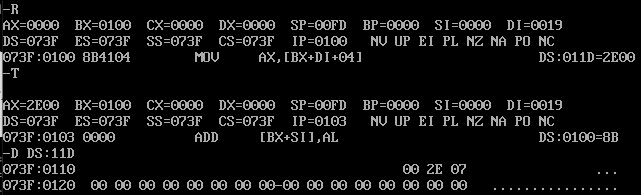 -R
AX=0000 BX=0100 CX=0000 DX=0000 SP=00FD BP=0000 SI=0000 DI=0019
DS=073F ES=073F SS=073F CS=073F IP=0100 NV UP EI PL NZ NA PO NC
073F:0100 8B4104 MOV AX,[BX+DI+04] DS:011D=2E00
-T
AX=2E00 BX=0100 CX=0000 DX=0000 SP=00FD BP=0000 SI=0000 DI=0019
DS=073F ES=073F SS=073F CS=073F IP=0103 NV UP EI PL NZ NA PO NC
073F:0103 0000 ADD [BX+SI],AL DS:0100=8B
-D DS:11D
073F:0110 00 2E 07 ...
073F:0120 00 00 00 00 00 00 00 00-00 00 00 00 00 00 00 00 ................